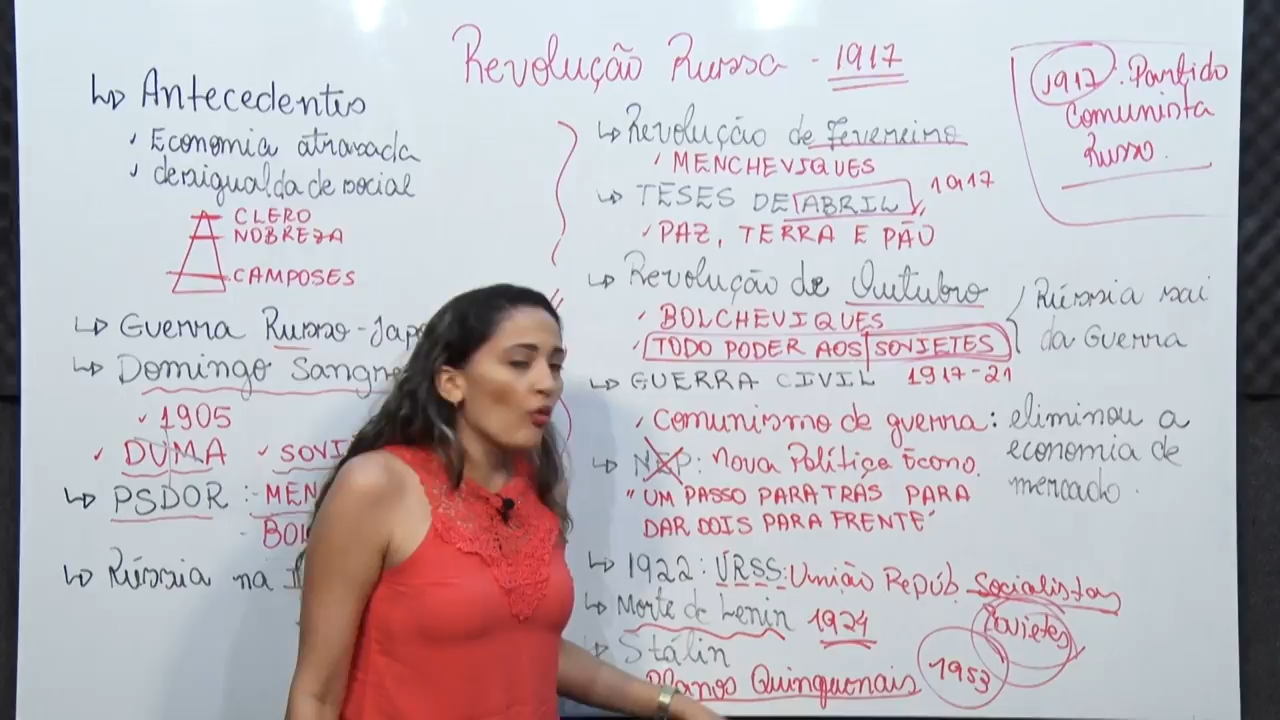 Revolução Russa - 1917
↳ Antecedentes
✓ Economia atrasada
✓ desigualdade social
CLERO
NOBREZA
CAMPOSES
↳ Guerra Russo-Jap
↳ Domingo Sangre
✓ 1905
✓ DUMA ✓ SOVI
↳ PSDOR : - MEN
- BOL
↳ Rússia na
↳ Revolução de Fevereiro
✓ MENCHEVIQUES
↳ TESES DE ABRIL 1917
✓ PAZ, TERRA E PÃO
↳ Revolução de Outubro
✓ BOLCHEVIQUES
✓ TODO PODER AOS SOVIETES
Rússia sai
da Guerra
↳ GUERRA CIVIL 1917-21
✓ Comunismo de guerra: eliminou a
economia de
mercado.
↳ NEP: Nova Política Econo.
"UM PASSO PARA TRÁS PARA
DAR DOIS PARA FRENTE"
↳ 1922: URSS: União Repúb. Socialistas
Soviétes
↳ Morte de Lenin 1924
↳ Stálin
Planos Quinquenais 1953
1917. Partido
Comunista
Russo.